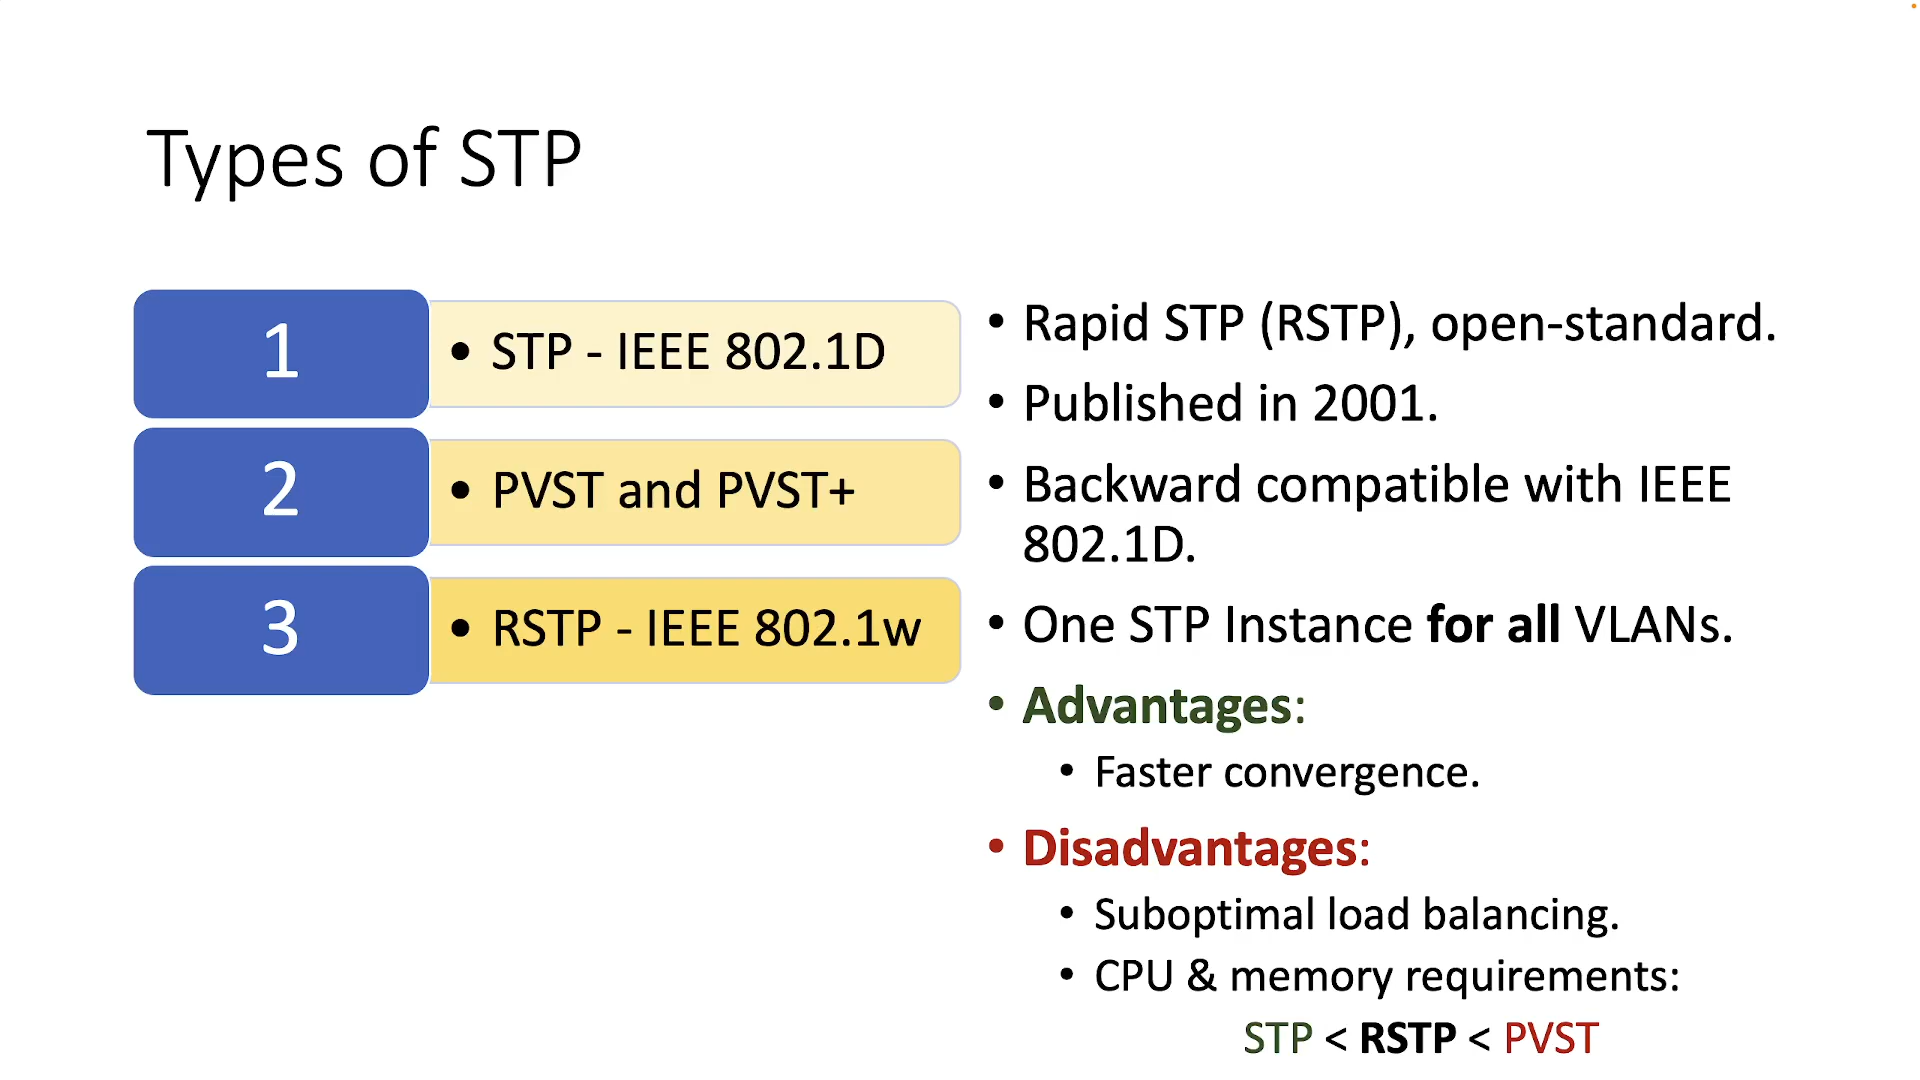 Types of STP
1
• STP - IEEE 802.1D
2
• PVST and PVST+
3
• RSTP - IEEE 802.1w
• Rapid STP (RSTP), open-standard.
• Published in 2001.
• Backward compatible with IEEE
802.1D.
• One STP Instance for all VLANs.
• Advantages:
• Faster convergence.
• Disadvantages:
• Suboptimal load balancing.
• CPU & memory requirements:
STP < RSTP < PVST